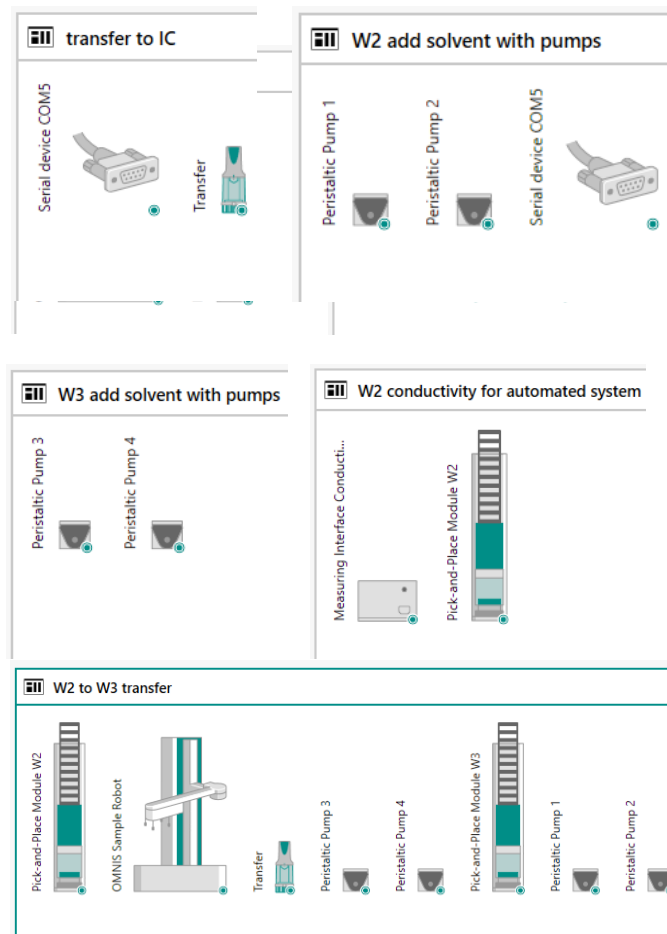 transfer to IC
Serial device COM5
Transfer
W2 add solvent with pumps
Peristaltic Pump 1
Peristaltic Pump 2
Serial device COM5
W3 add solvent with pumps
Peristaltic Pump 3
Peristaltic Pump 4
W2 conductivity for automated system
Measuring Interface Conducti...
Pick-and-Place Module W2
W2 to W3 transfer
Pick-and-Place Module W2
OMNIS Sample Robot
Transfer
Peristaltic Pump 3
Peristaltic Pump 4
Pick-and-Place Module W3
Peristaltic Pump 1
Peristaltic Pump 2